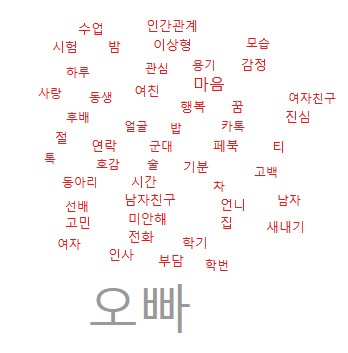 수업 인간관계
시험 밤 이상형 모습
하루 관심 용기 감정
사랑 동생 여친 마음 여자친구
후배 행복 꿈 진심
얼굴 밥 카톡
절 연락 군대 페북 티
톡 호감 술 기분 고백
동아리 시간 차
선배 남자친구 언니 남자
고민 미안해 집 새내기
여자 전화 학기
인사 부담 학번
오빠